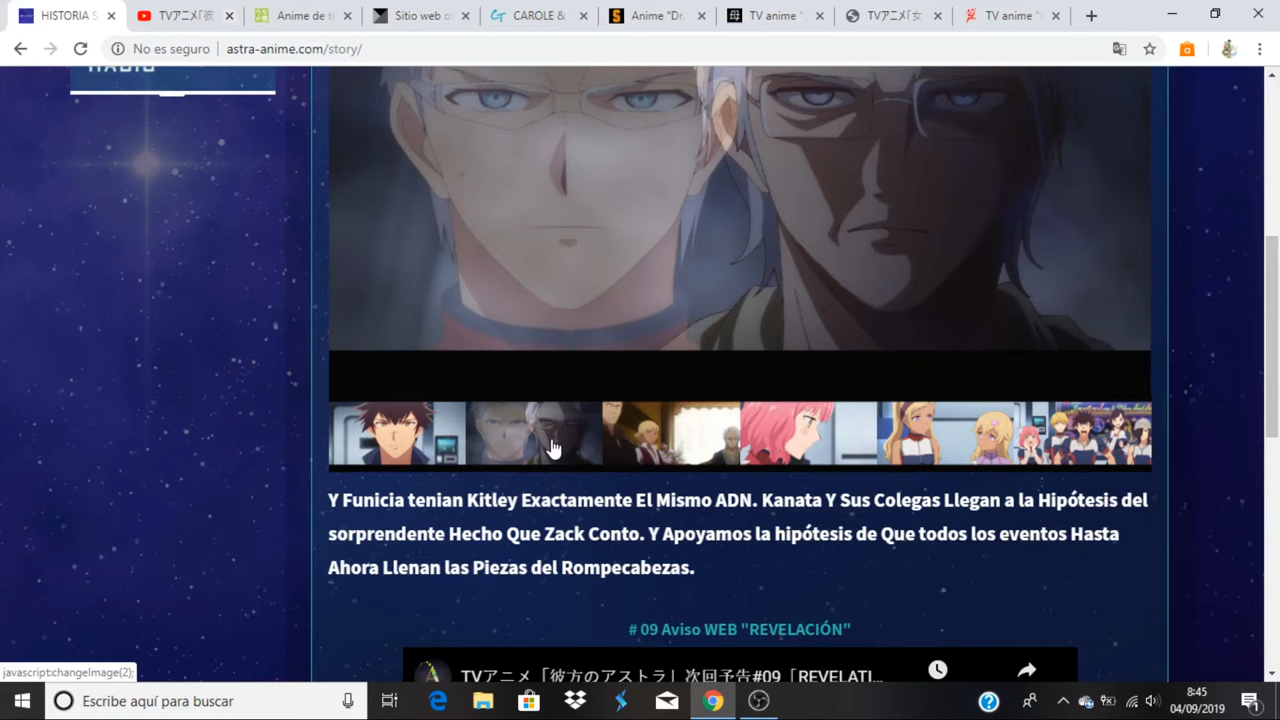 HISTORIA S
TVアニメ「彼
Anime de t
Sitio web o
CAROLE &
Anime "Dr.
TV anime "
TVアニメ「女
TV anime "
No es seguro
astra-anime.com/story/
RADIO
Y Funicia tenian Kitley Exactamente El Mismo ADN. Kanata Y Sus Colegas Llegan a la Hipótesis del
sorprendente Hecho Que Zack Conto. Y Apoyamos la hipótesis de Que todos los eventos Hasta
Ahora Llenan las Piezas del Rompecabezas.
# 09 Aviso WEB "REVELACIÓN"
TVアニメ「彼方のアストラ」次回予告#09「REVELATI...
javascript:changeImage(2);
Escribe aquí para buscar
8:45
04/09/2019